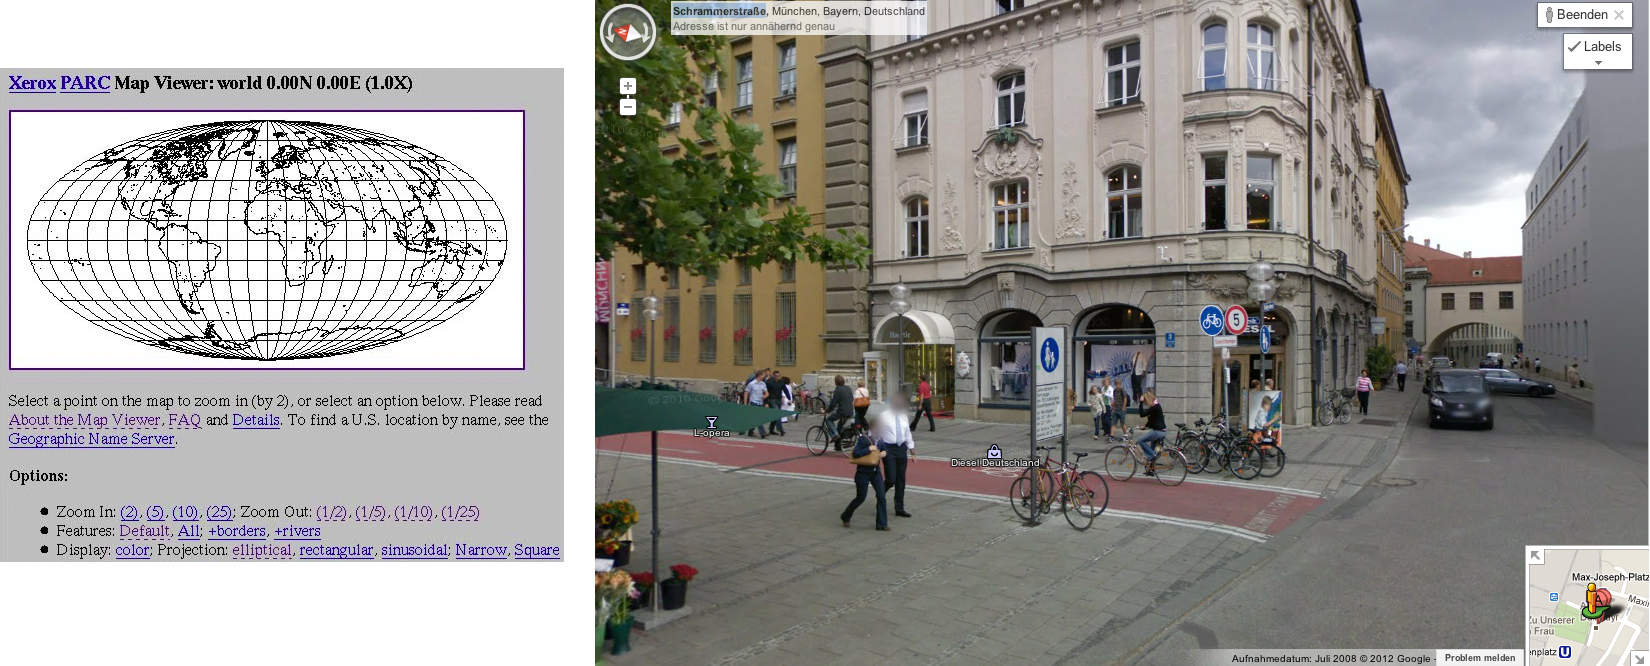 Xerox PARC Map Viewer: world 0.00N 0.00E (1.0X)
Select a point on the map to zoom in (by 2), or select an option below. Please read
About the Map Viewer, FAQ and Details. To find a U.S. location by name, see the
Geographic Name Server.
Options:
● Zoom In: (2), (5), (10), (25); Zoom Out: (1/2), (1/5), (1/10), (1/25)
● Features: Default, All; +borders, +rivers
● Display: color; Projection: elliptical, rectangular, sinusoidal; Narrow, Square
Schrammerstraße, München, Bayern, Deutschland
Adresse ist nur annähernd genau
Beenden
Labels
5
L-opera
Diesel Deutschland
Max-Joseph-Platz
Zu Unserer
Frau
enplatz U
Aufnahmedatum: Juli 2008 © 2012 Google
Problem melden